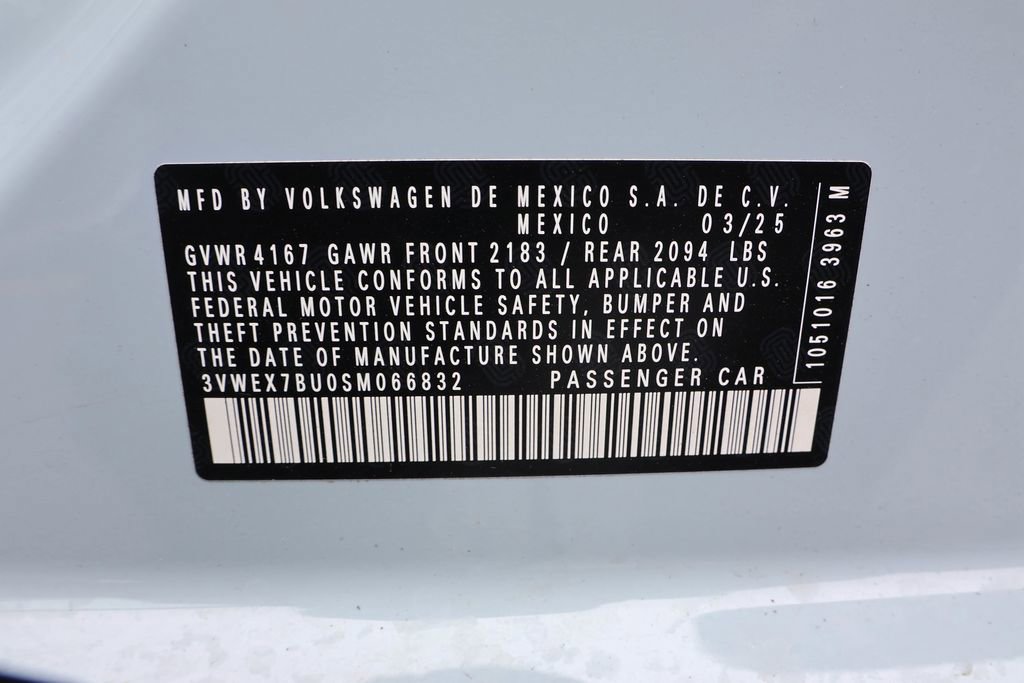 MFD BY VOLKSWAGEN DE MEXICO S.A. DE C.V.
MEXICO 03/25
GVWR 4167 GAWR FRONT 2183 / REAR 2094 LBS
THIS VEHICLE CONFORMS TO ALL APPLICABLE U.S.
FEDERAL MOTOR VEHICLE SAFETY, BUMPER AND
THEFT PREVENTION STANDARDS IN EFFECT ON
THE DATE OF MANUFACTURE SHOWN ABOVE.
3VWEX7BU0SM066832 PASSENGER CAR
1051016 3963 M